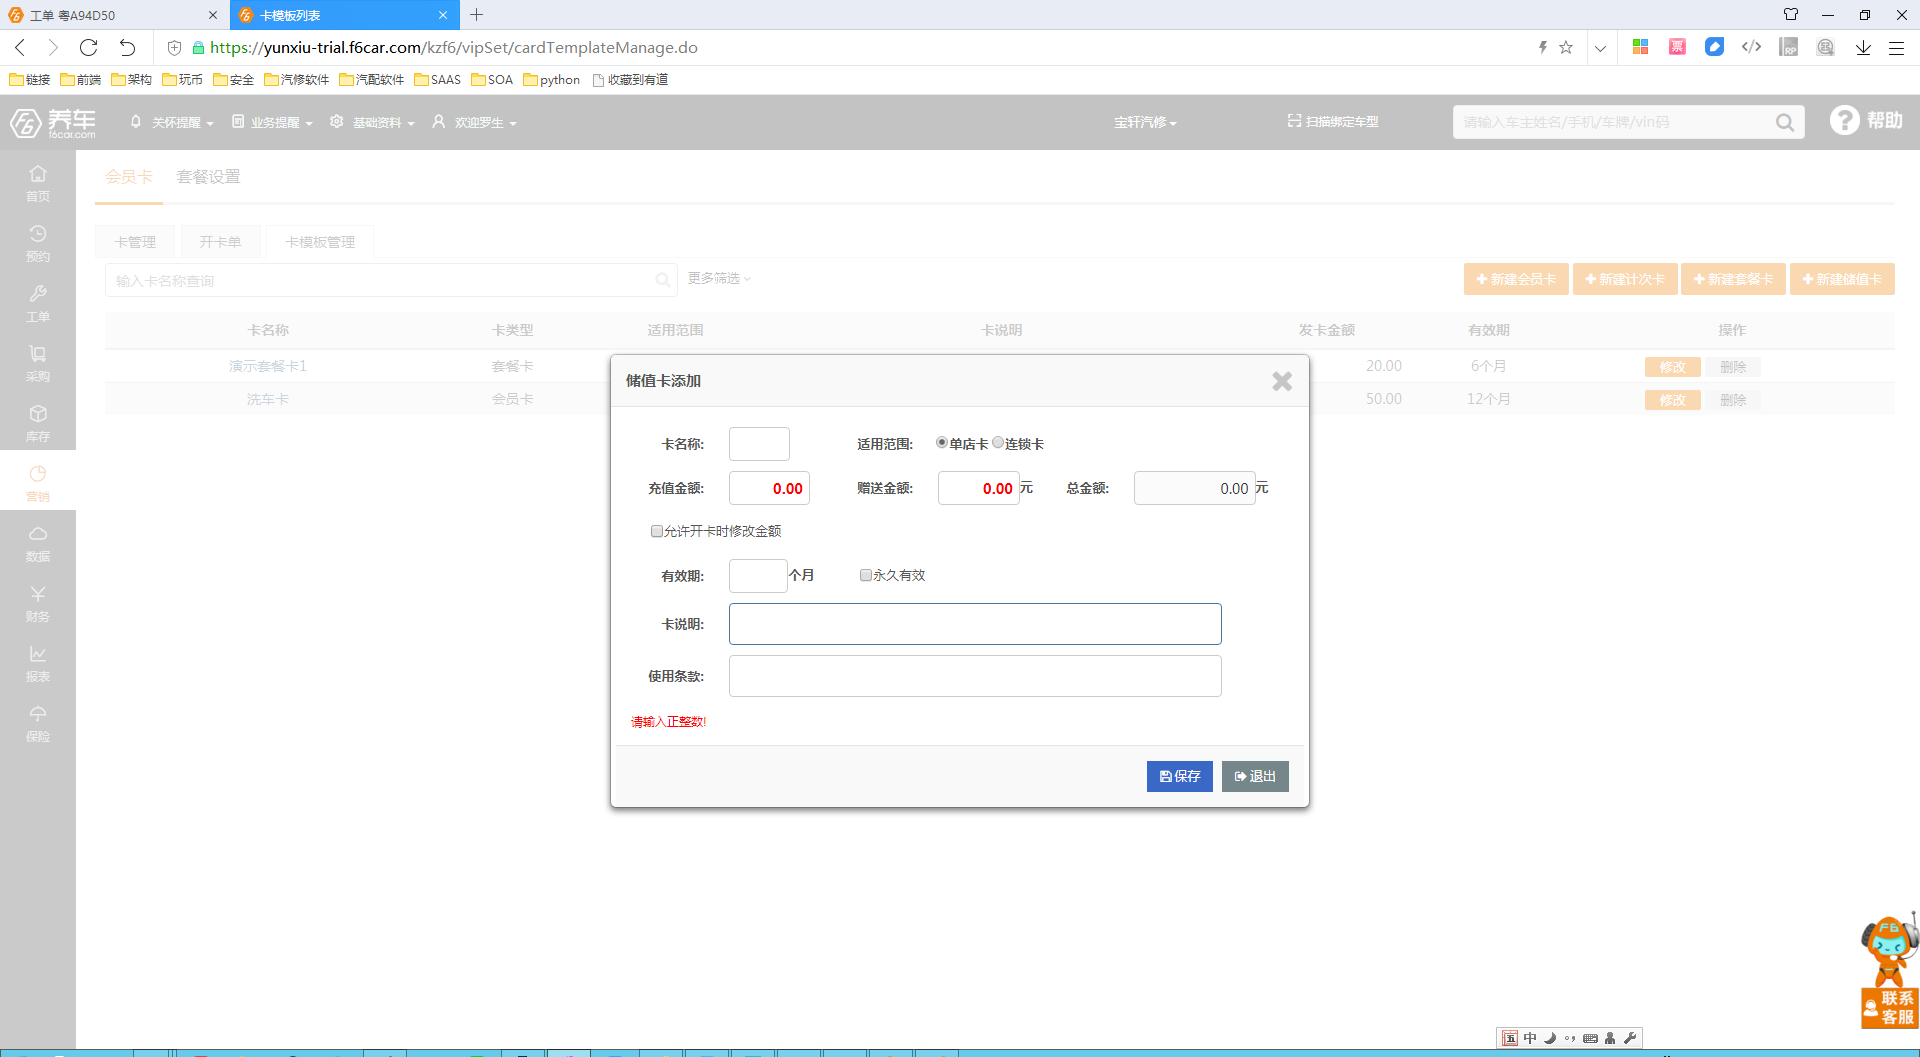 工单 粤A94D50
卡模板列表
https://yunxiu-trial.f6car.com/kzf6/vipSet/cardTemplateManage.do
票
RP
链接 前端 架构 玩币 安全 汽修软件 汽配软件 SAAS SOA python 收藏到有道
F6 养车 f6car.com
关怀提醒 业务提醒 基础资料 欢迎罗生 宝轩汽修 扫描绑定车型 请输入车主姓名/手机/车牌/vin码 ? 帮助
首页
预约
工单
采购
库存
营销
数据
财务
报表
保险
会员卡 套餐设置
卡管理 开卡单 卡模板管理
输入卡名称查询 更多筛选 新建会员卡 新建计次卡 新建套餐卡 新建储值卡
卡名称 卡类型 适用范围 卡说明 发卡金额 有效期 操作
演示套餐卡1 套餐卡 20.00 6个月 修改 删除
洗车卡 会员卡 50.00 12个月 修改 删除
储值卡添加
卡名称: 适用范围: 单店卡 连锁卡
充值金额: 0.00 赠送金额: 0.00 元 总金额: 0.00 元
允许开卡时修改金额
有效期: 个月 永久有效
卡说明:
使用条款:
请输入正整数!
保存 退出
F6
联系
客服
五 中